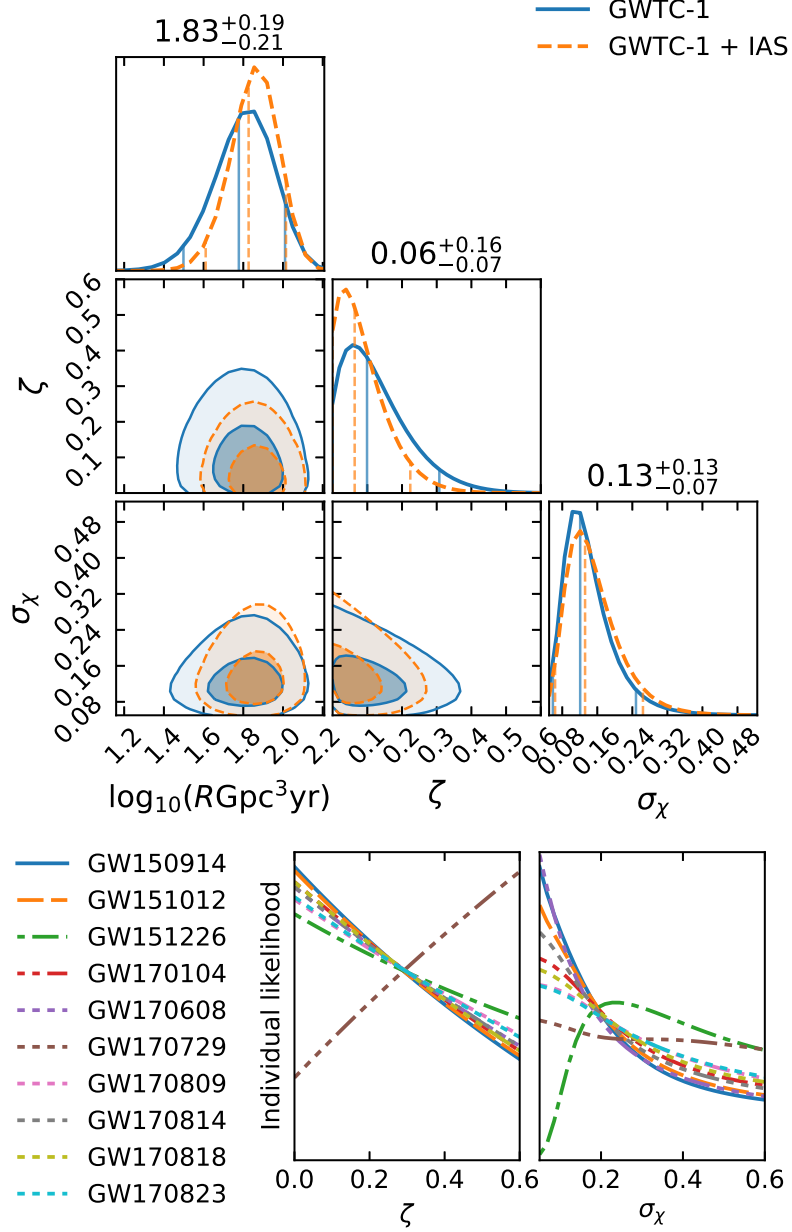 GWTC-1
GWTC-1 + IAS
1.83+0.19−0.21
0.06+0.16−0.07
0.13+0.13−0.07
ζ
0.6
0.5
0.4
0.3
0.2
0.1
σχ
0.48
0.40
0.32
0.24
0.16
0.08
1.2 1.4 1.6 1.8 2.0 2.2
0.1 0.2 0.3 0.4 0.5 0.6
0.08 0.16 0.24 0.32 0.40 0.48
log10(RGpc3yr)
ζ
σχ
GW150914
GW151012
GW151226
GW170104
GW170608
GW170729
GW170809
GW170814
GW170818
GW170823
Individual likelihood
0.0 0.2 0.4 0.6
0.2 0.4 0.6
ζ
σχ